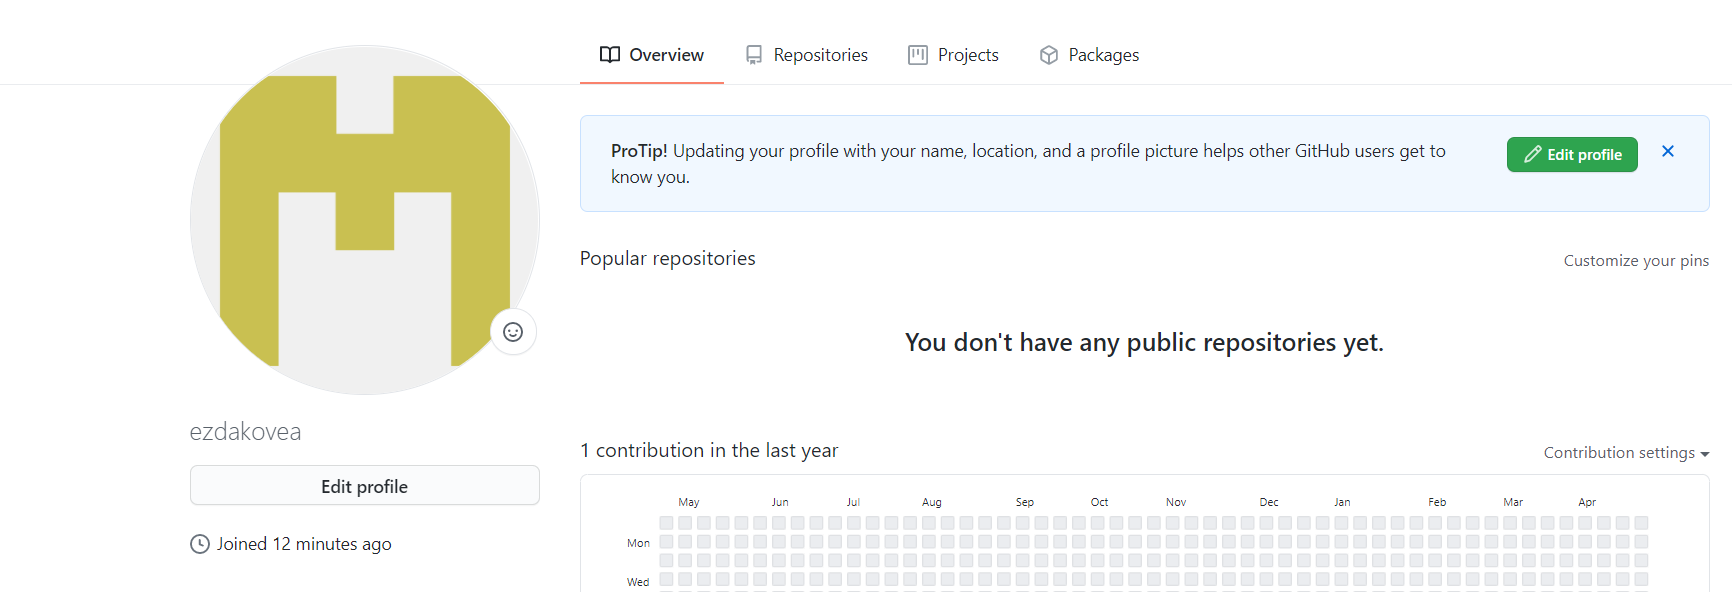 Overview
Repositories
Projects
Packages
ProTip! Updating your profile with your name, location, and a profile picture helps other GitHub users get to
know you.
Edit profile
Popular repositories
Customize your pins
You don't have any public repositories yet.
ezdakovea
Edit profile
Joined 12 minutes ago
1 contribution in the last year
Contribution settings
May Jun Jul Aug Sep Oct Nov Dec Jan Feb Mar Apr
Mon
Wed